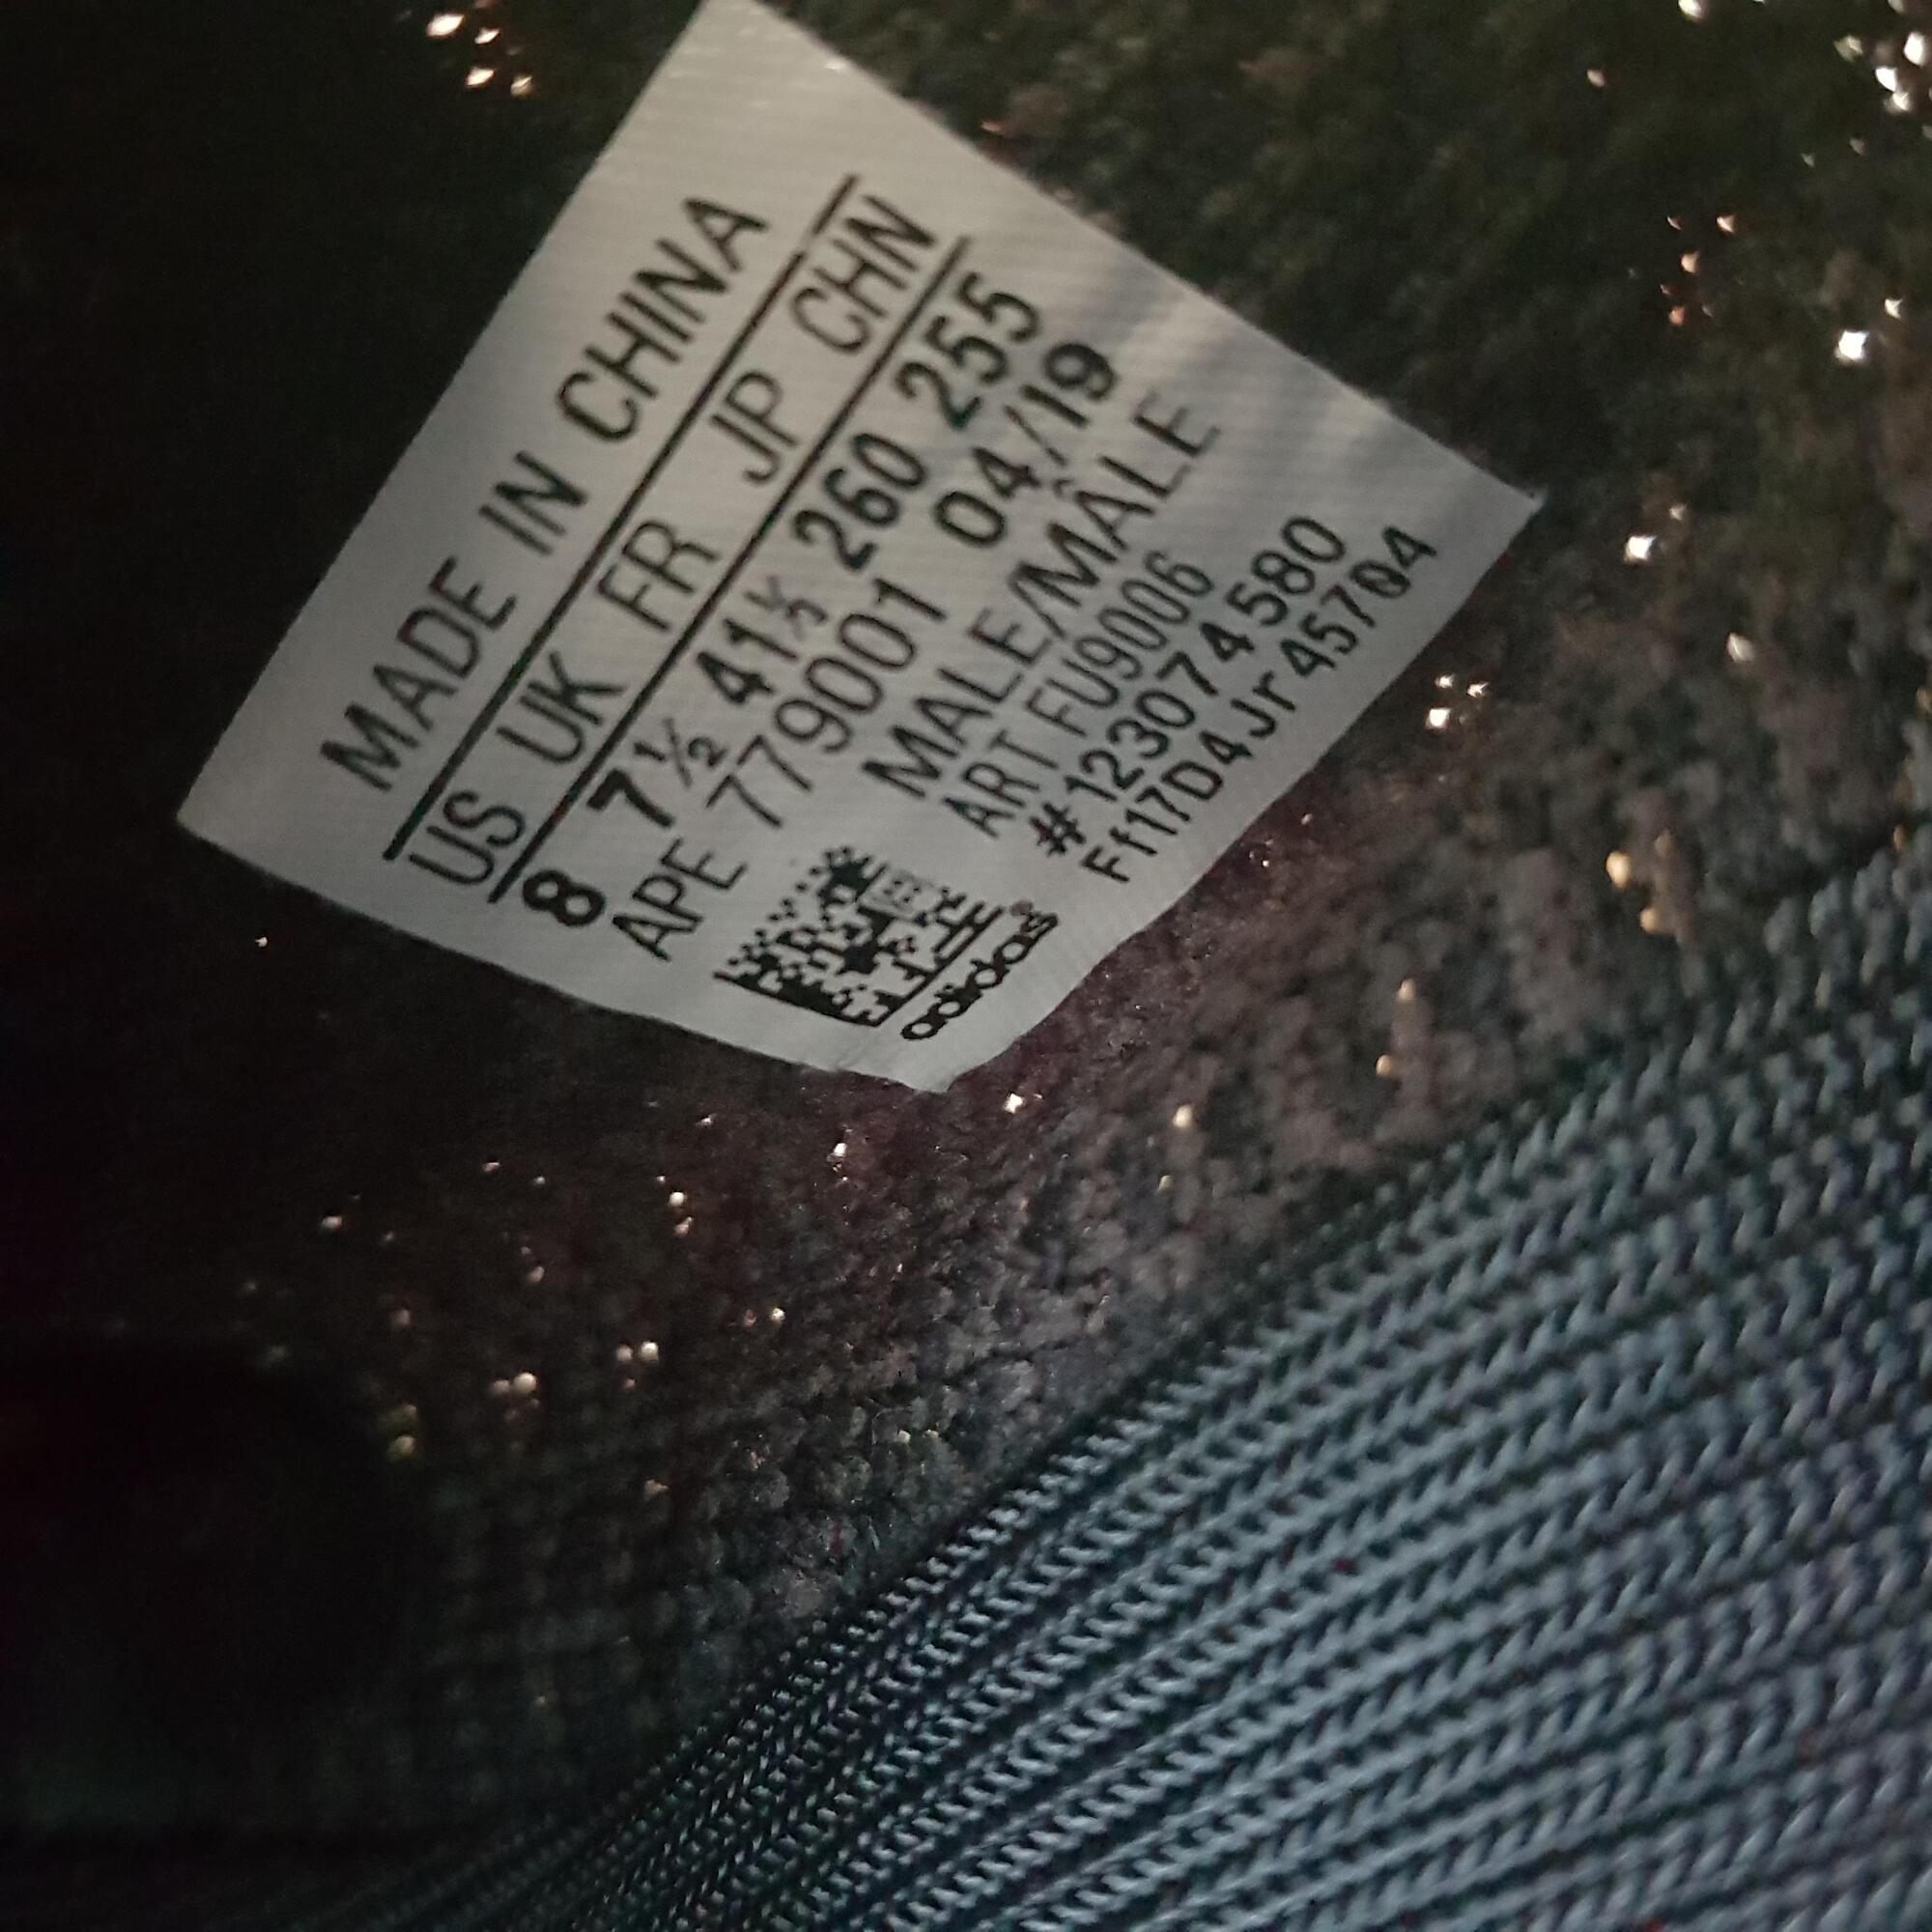 MADE IN CHINA
US UK FR JP CHN
8 7½ 41⅓ 260 255
APE 779001 04/19
MALE/MÂLE
ART FU9006
#123074580
Ff17D4Jr45704
adidas®